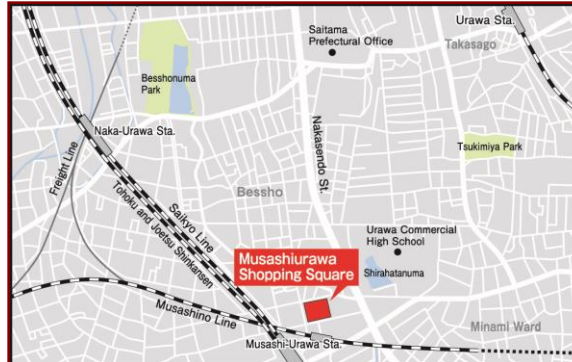 Urawa Sta.
Saitama
Prefectural Office
Takasago
Besshonuma
Park
Naka-Urawa Sta.
Nakasendo St.
Tsukimiya Park
Freight Line
Saikyo Line
Tohoku and Joetsu Shinkansen
Bessho
Urawa Commercial
High School
Musashiurawa
Shopping Square
Shirahatanuma
Musashino Line
Minami Ward
Musashi-Urawa Sta.